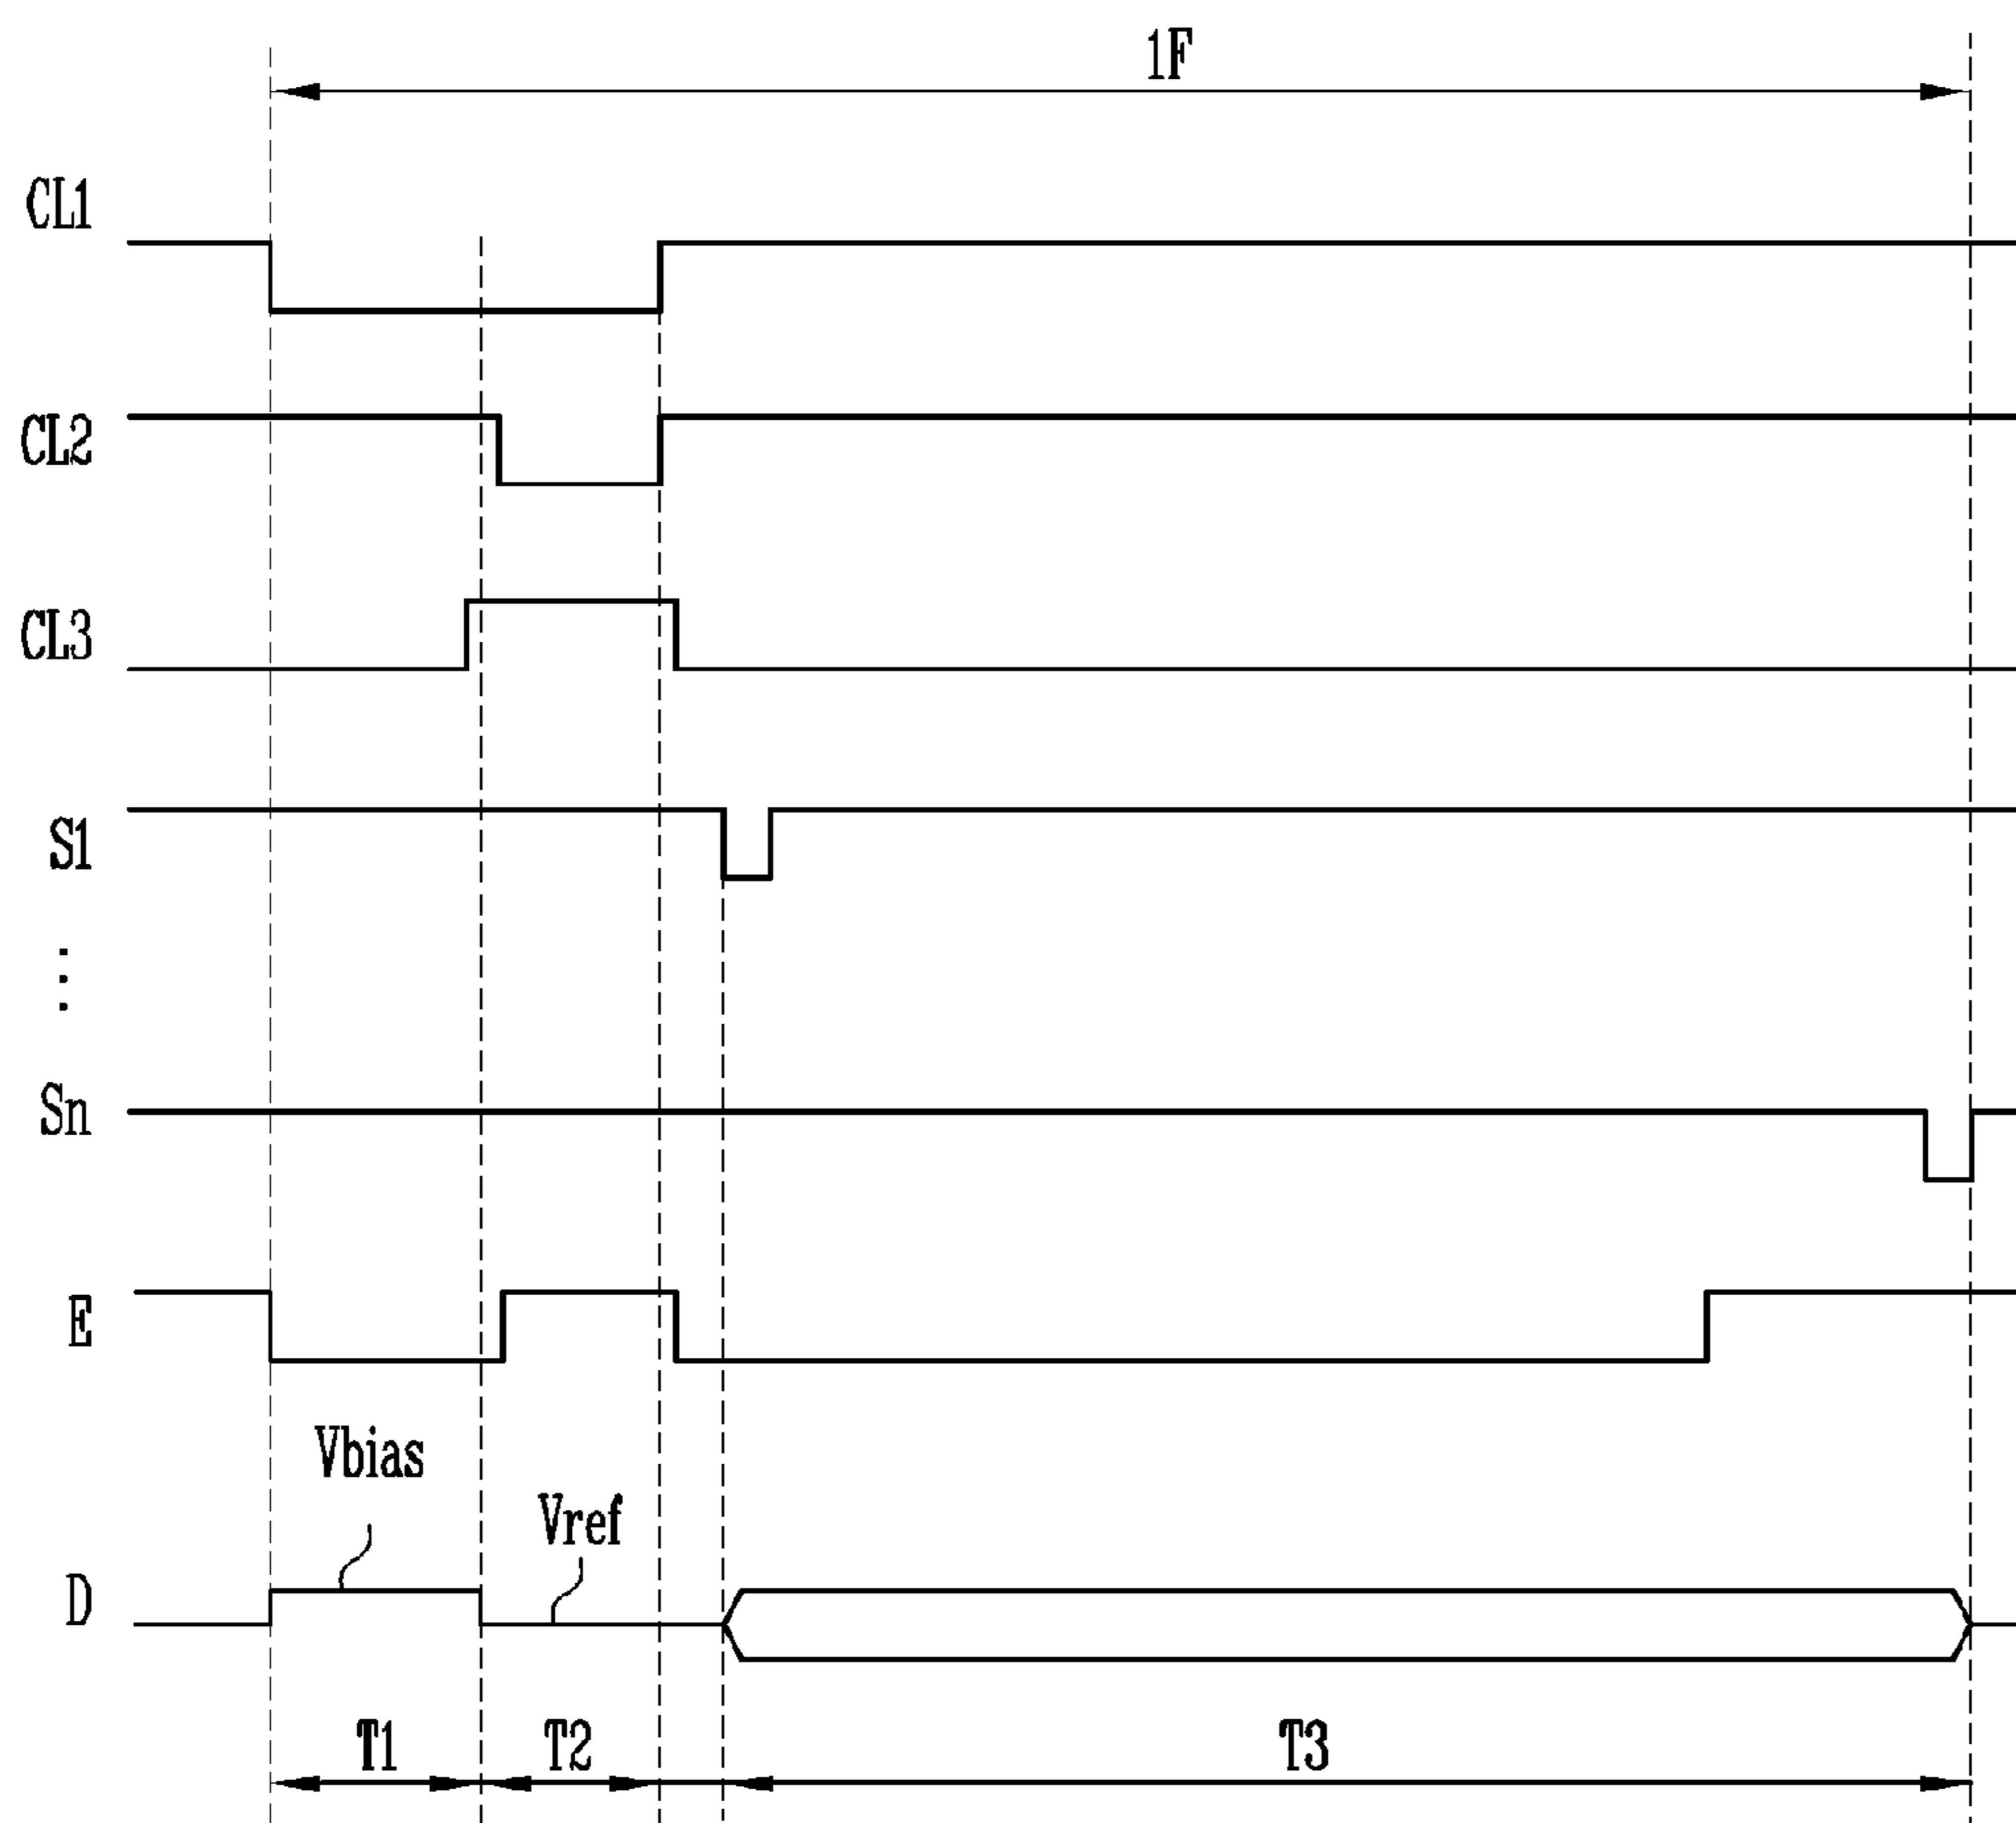 1F
CL1
CL2
CL3
S1
⋮
Sn
E
Vbias
Vref
D
T1 T2 T3